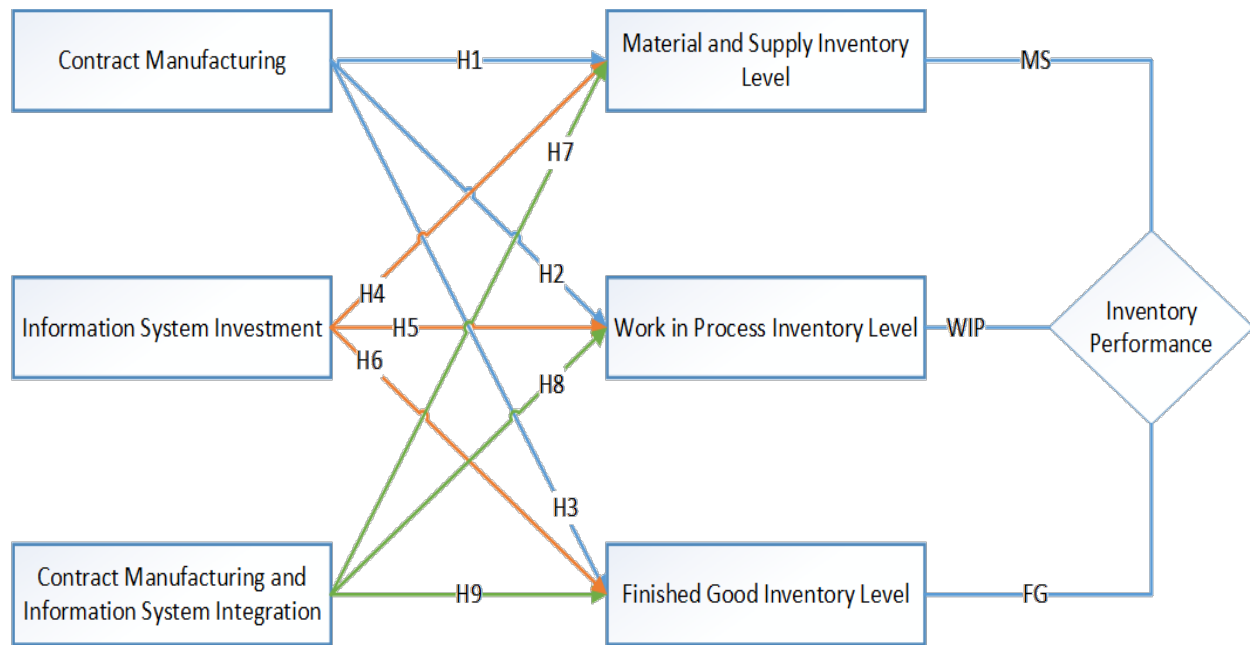 Contract Manufacturing
H1
Material and Supply Inventory
Level
MS
H7
H2
H4
Information System Investment
H5
Work in Process Inventory Level
WIP
Inventory
Performance
H6
H8
H3
Contract Manufacturing and
Information System Integration
H9
Finished Good Inventory Level
FG